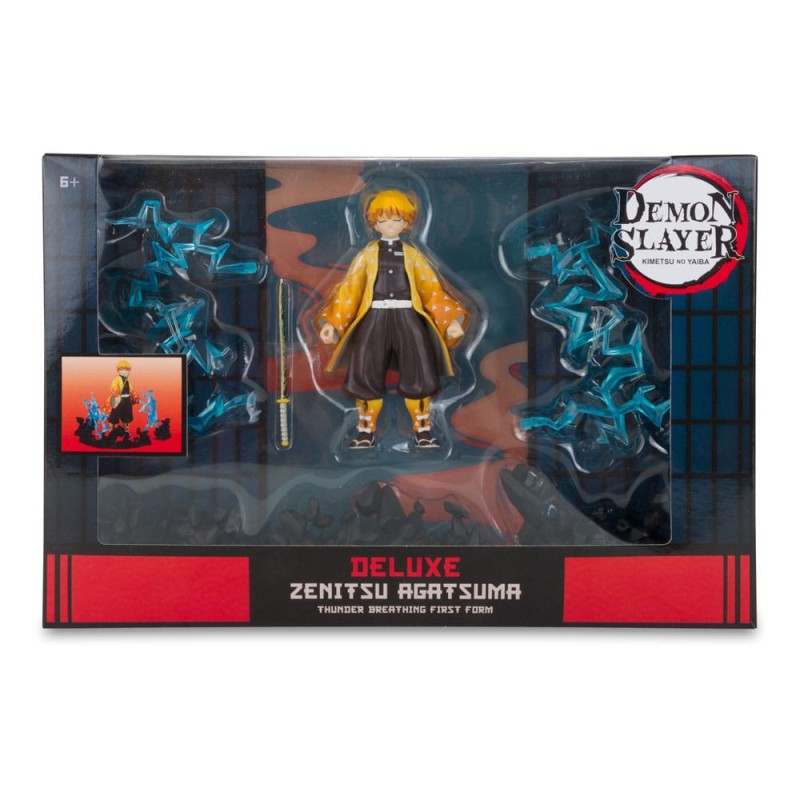 6+
DEMON
SLAYER
KIMETSU NO YAIBA
DELUXE
ZENITSU AGATSUMA
THUNDER BREATHING FIRST FORM